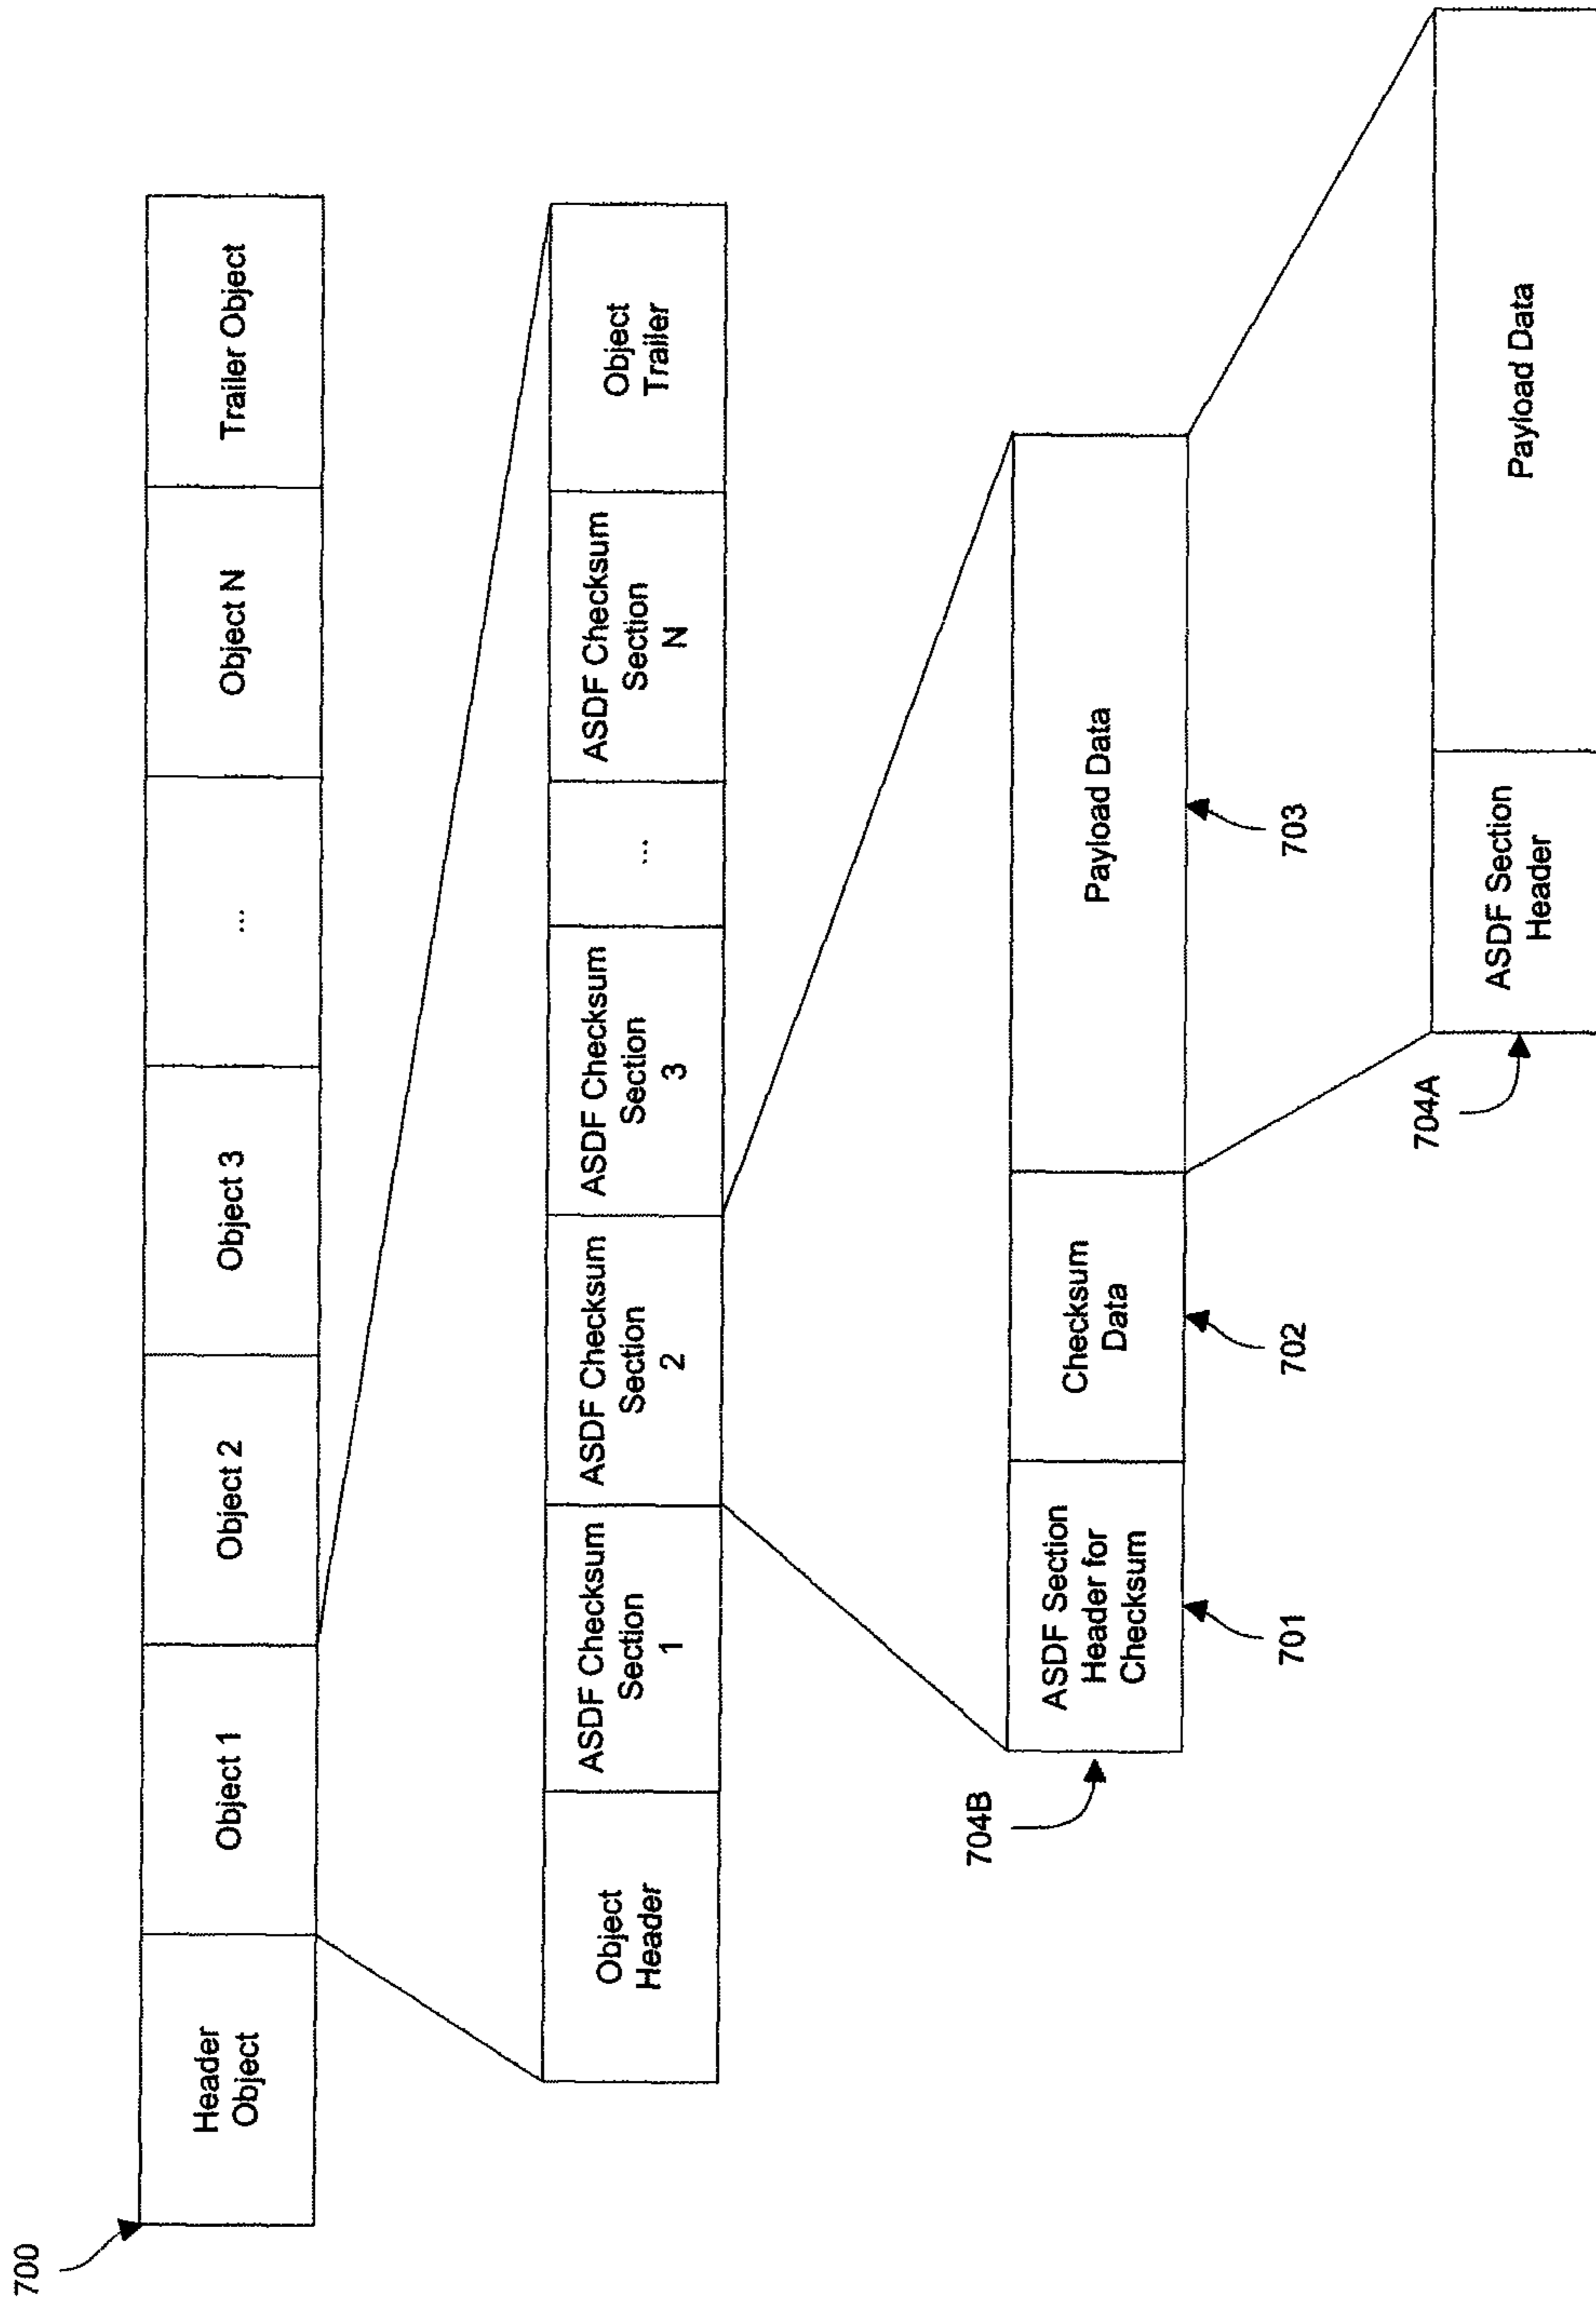 700
Header
Object
Object 1
Object 2
Object 3
...
Object N
Trailer Object
Object
Header
ASDF Checksum
Section
1
ASDF Checksum
Section
2
ASDF Checksum
Section
3
...
ASDF Checksum
Section
N
Object
Trailer
704B
ASDF Section
Header for
Checksum
Checksum
Data
Payload Data
701
702
703
704A
ASDF Section
Header
Payload Data